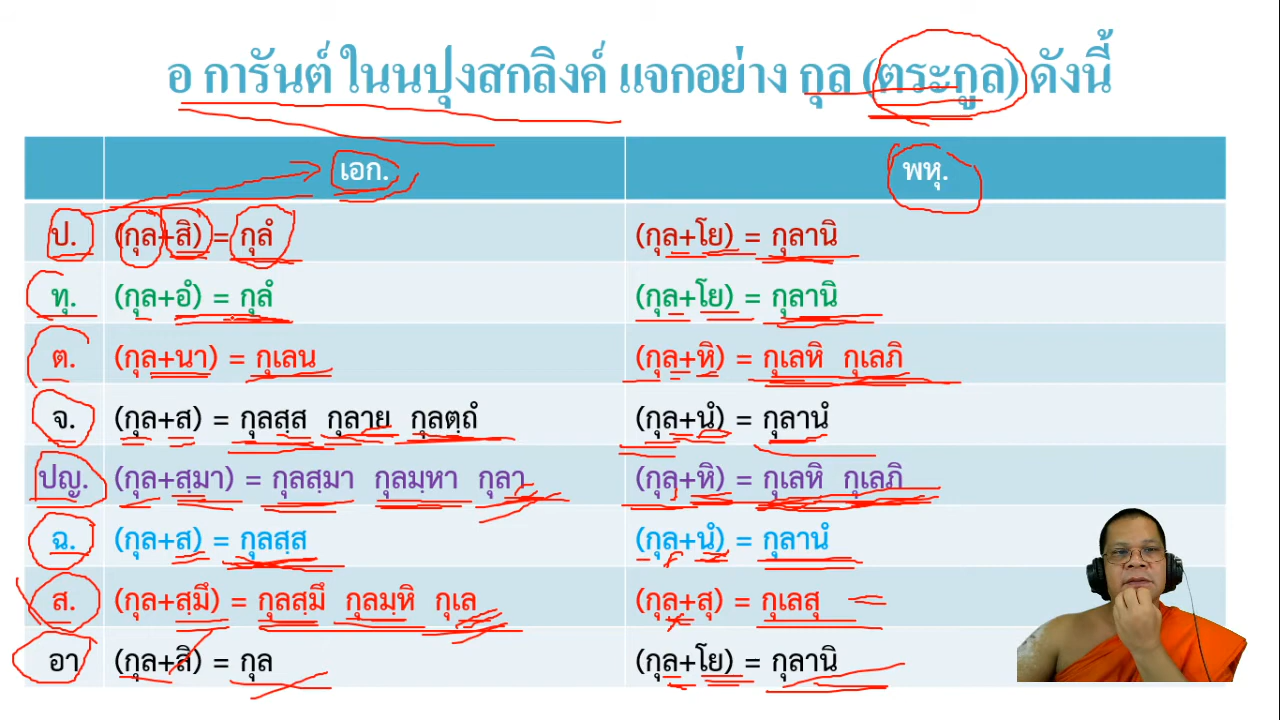 อ การันต์ ในนปุงสกลิงค์ แจกอย่าง กุล (ตระกูล) ดังนี้
เอก. พหุ.
ป. (กุล+สิ) = กุลํ (กุล+โย) = กุลานิ
ทุ. (กุล+อํ) = กุลํ (กุล+โย) = กุลานิ
ต. (กุล+นา) = กุเลน (กุล+หิ) = กุเลหิ กุเลภิ
จ. (กุล+ส) = กุลสฺส กุลาย กุลตฺถํ (กุล+นํ) = กุลานํ
ปญ. (กุล+สฺมา) = กุลสฺมา กุลมฺหา กุลา (กุล+หิ) = กุเลหิ กุเลภิ
ฉ. (กุล+ส) = กุลสฺส (กุล+นํ) = กุลานํ
ส. (กุล+สฺมึ) = กุลสฺมึ กุลมฺหิ กุเล (กุล+สุ) = กุเลสุ
อา (กุล+สิ) = กุล (กุล+โย) = กุลานิ